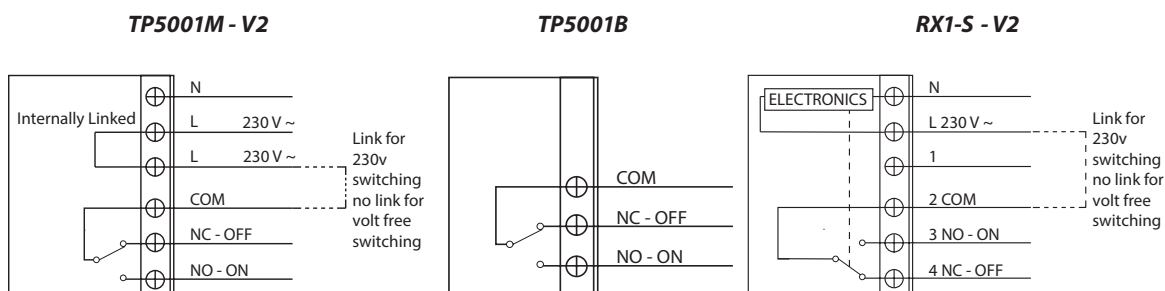 TP5001M - V2
N
Internally Linked
L 230 V ~
L 230 V ~
COM
NC - OFF
NO - ON
Link for
230v
switching
no link for
volt free
switching
TP5001B
COM
NC - OFF
NO - ON
RX1-S - V2
ELECTRONICS
N
L 230 V ~
1
2 COM
3 NO - ON
4 NC - OFF
Link for
230v
switching
no link for
volt free
switching